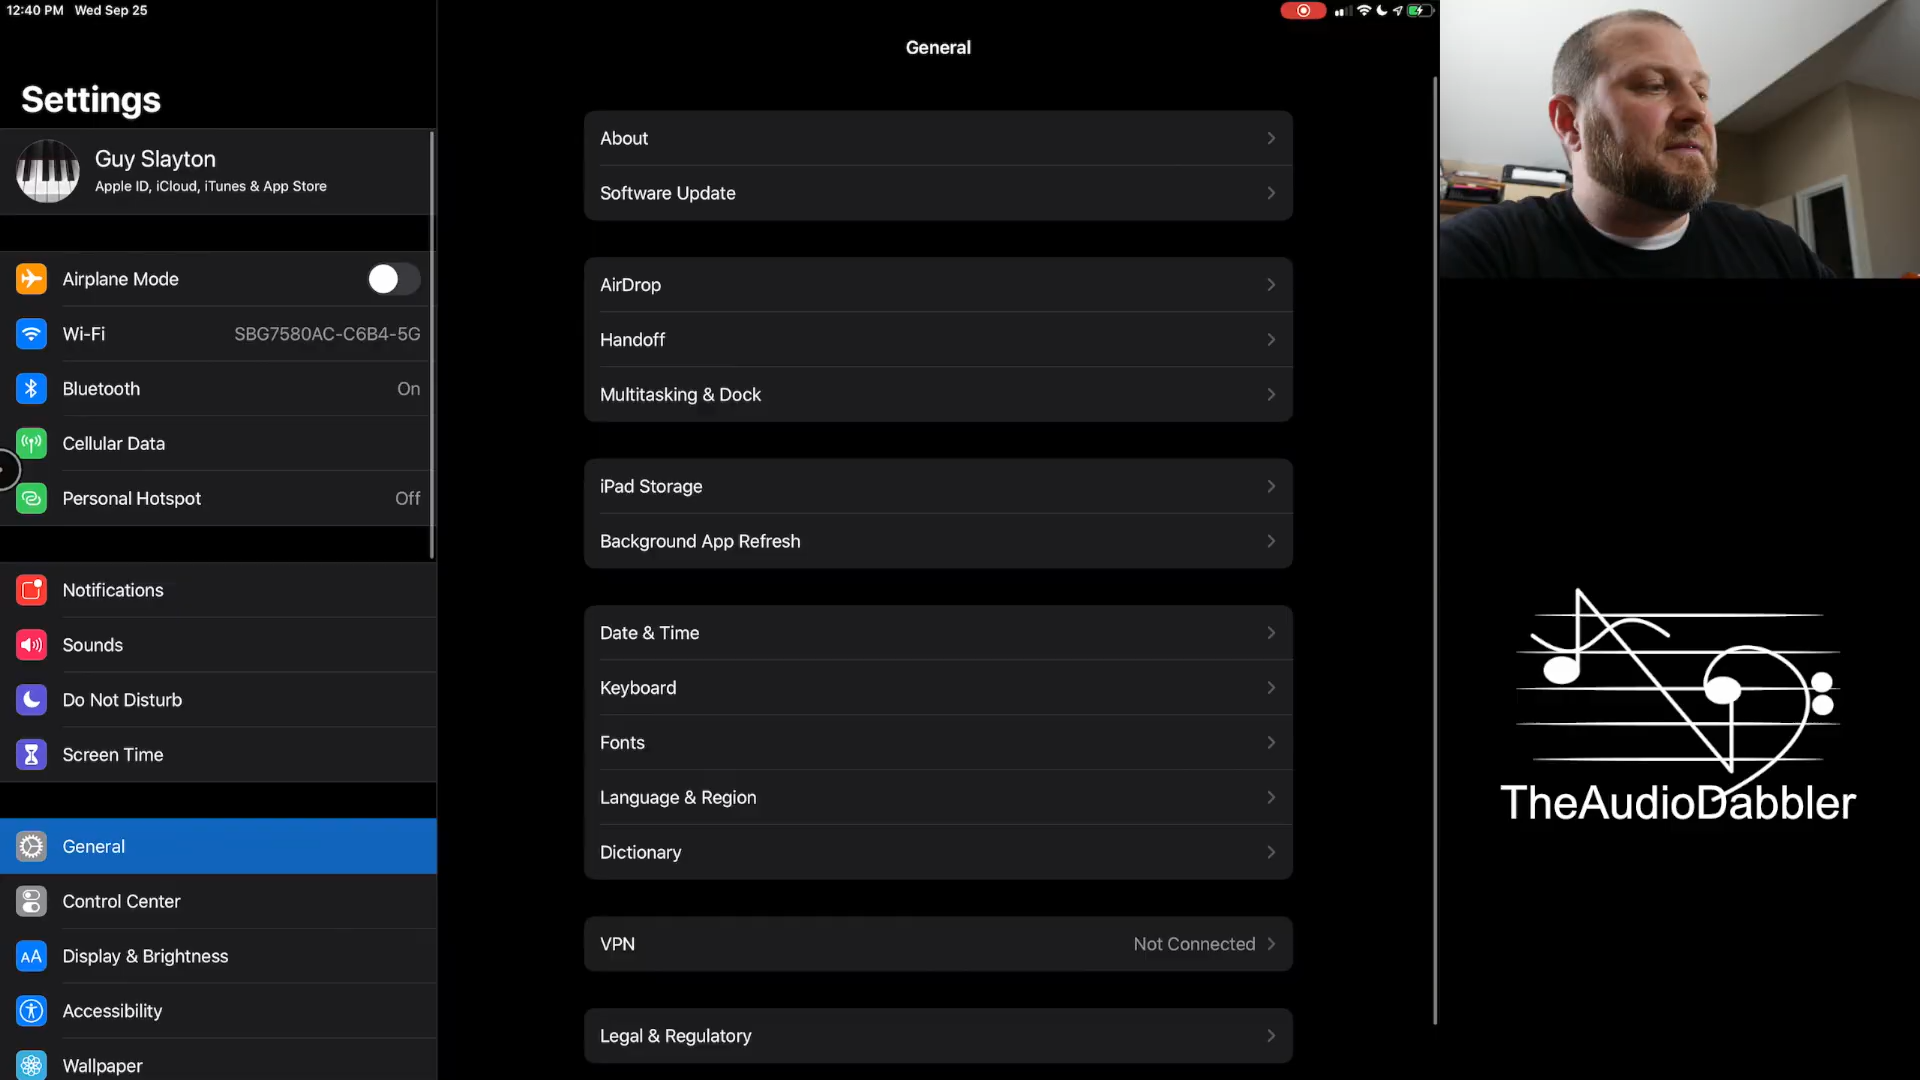 12:40 PM Wed Sep 25
Settings
Guy Slayton
Apple ID, iCloud, iTunes & App Store
Airplane Mode
Wi-Fi SBG7580AC-C6B4-5G
Bluetooth On
Cellular Data
Personal Hotspot Off
Notifications
Sounds
Do Not Disturb
Screen Time
General
Control Center
AA Display & Brightness
Accessibility
Wallpaper
General
About
Software Update
AirDrop
Handoff
Multitasking & Dock
iPad Storage
Background App Refresh
Date & Time
Keyboard
Fonts
Language & Region
Dictionary
VPN Not Connected
Legal & Regulatory
TheAudioDabbler